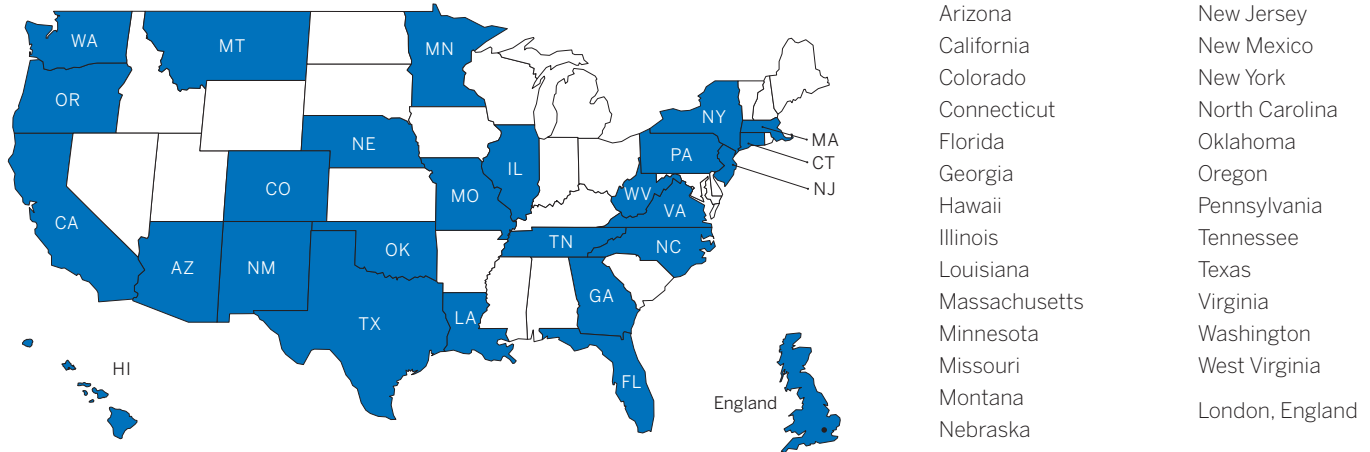 WA
MT
MN
OR
NY
MA
NE
IL
PA
CT
NJ
CO
MO
WV
VA
CA
OK
TN
NC
AZ
NM
GA
TX
LA
HI
FL
England
Arizona
California
Colorado
Connecticut
Florida
Georgia
Hawaii
Illinois
Louisiana
Massachusetts
Minnesota
Missouri
Montana
Nebraska
New Jersey
New Mexico
New York
North Carolina
Oklahoma
Oregon
Pennsylvania
Tennessee
Texas
Virginia
Washington
West Virginia
London, England